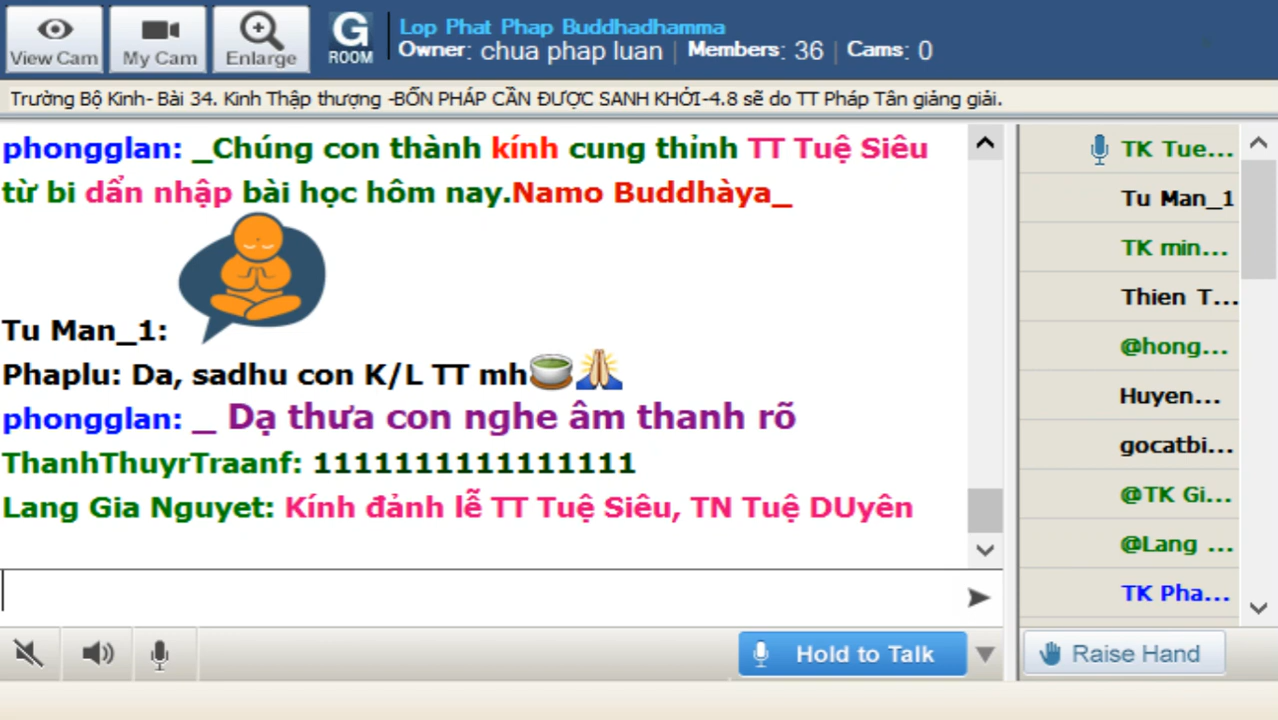 View Cam
My Cam
Enlarge
G
ROOM
Lop Phat Phap Buddhadhamma
Owner: chua phap luan | Members: 36 | Cams: 0
Trường Bộ Kinh- Bài 34. Kinh Thập thượng -BỐN PHÁP CẦN ĐƯỢC SANH KHỞI-4.8 sẽ do TT Pháp Tân giảng giải.
phongglan: _Chúng con thành kính cung thỉnh TT Tuệ Siêu
từ bi dẩn nhập bài học hôm nay.Namo Buddhàya_
Tu Man_1:
Phaplu: Da, sadhu con K/L TT mh
phongglan: _ Dạ thưa con nghe âm thanh rõ
ThanhThuyrTraanf: 1111111111111111
Lang Gia Nguyet: Kính đảnh lễ TT Tuệ Siêu, TN Tuệ DUyên
TK Tue...
Tu Man_1
TK min...
Thien T...
@hong...
Huyen...
gocatbi...
@TK Gi...
@Lang ...
TK Pha...
Hold to Talk
Raise Hand